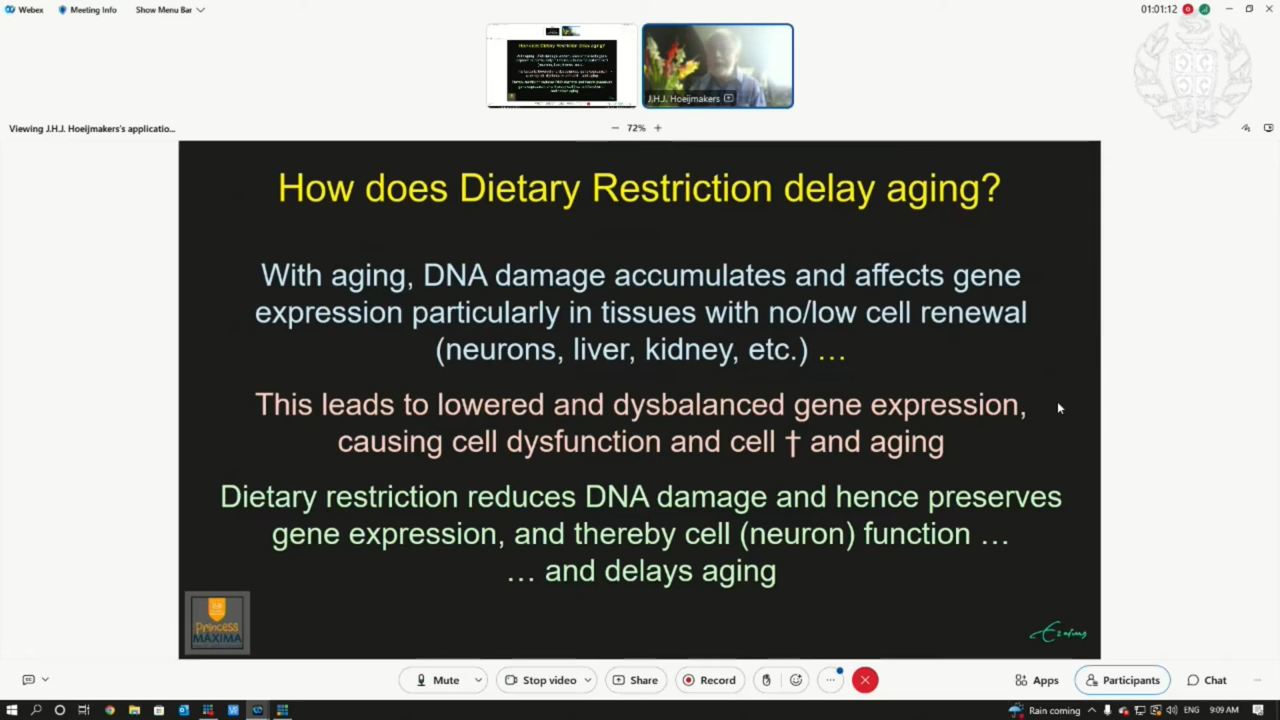 Webex
Meeting Info
Show Menu Bar
01:01:12
J.H.J. Hoeijmakers
Viewing J.H.J. Hoeijmakers's applicatio...
72%
How does Dietary Restriction delay aging?
With aging, DNA damage accumulates and affects gene
expression particularly in tissues with no/low cell renewal
(neurons, liver, kidney, etc.) ...
This leads to lowered and dysbalanced gene expression,
causing cell dysfunction and cell † and aging
Dietary restriction reduces DNA damage and hence preserves
gene expression, and thereby cell (neuron) function ...
... and delays aging
Princess
MÁXIMA
Erasmus
Mute
Stop video
Share
Record
Apps
Participants
Chat
Rain coming
ENG
9:09 AM